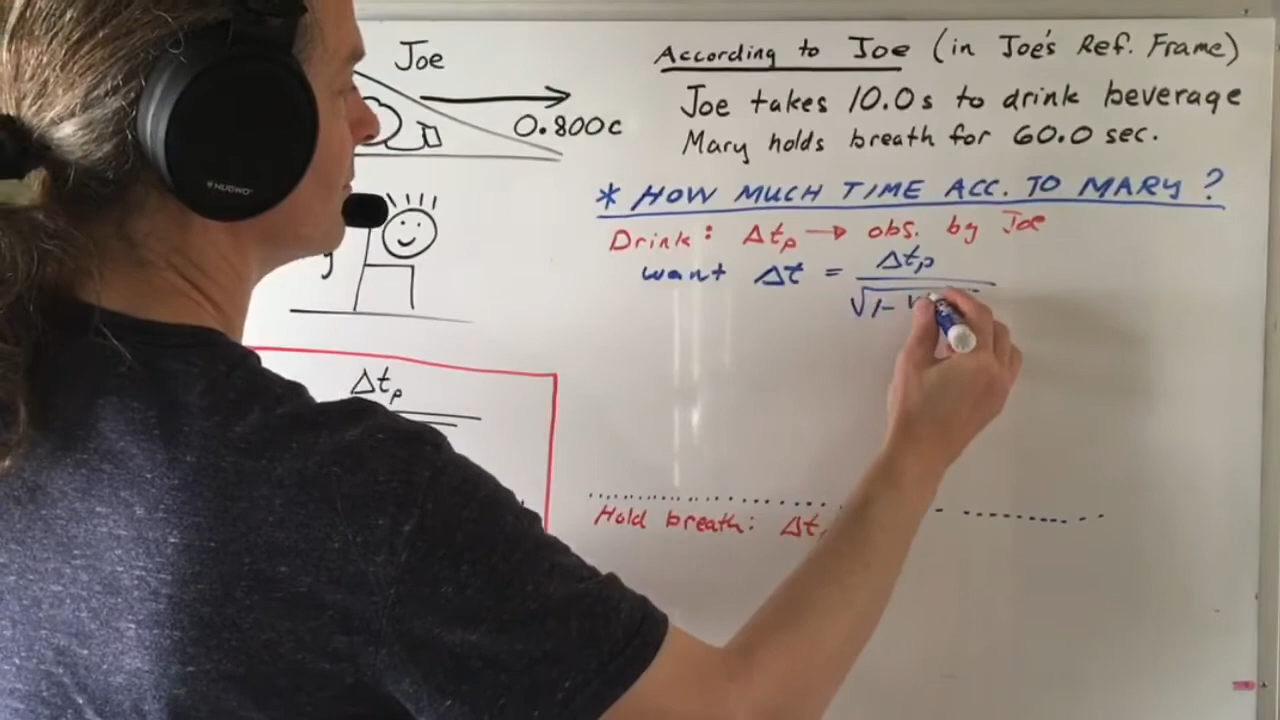 Joe
0.800c
According to Joe (in Joe's Ref. Frame)
Joe takes 10.0s to drink beverage
Mary holds breath for 60.0 sec.
* HOW MUCH TIME ACC. TO MARY ?
Drink: Δtₚ → obs. by Joe
want Δt = Δtₚ
√1-
Δtₚ
Hold breath: Δt
NUBWO